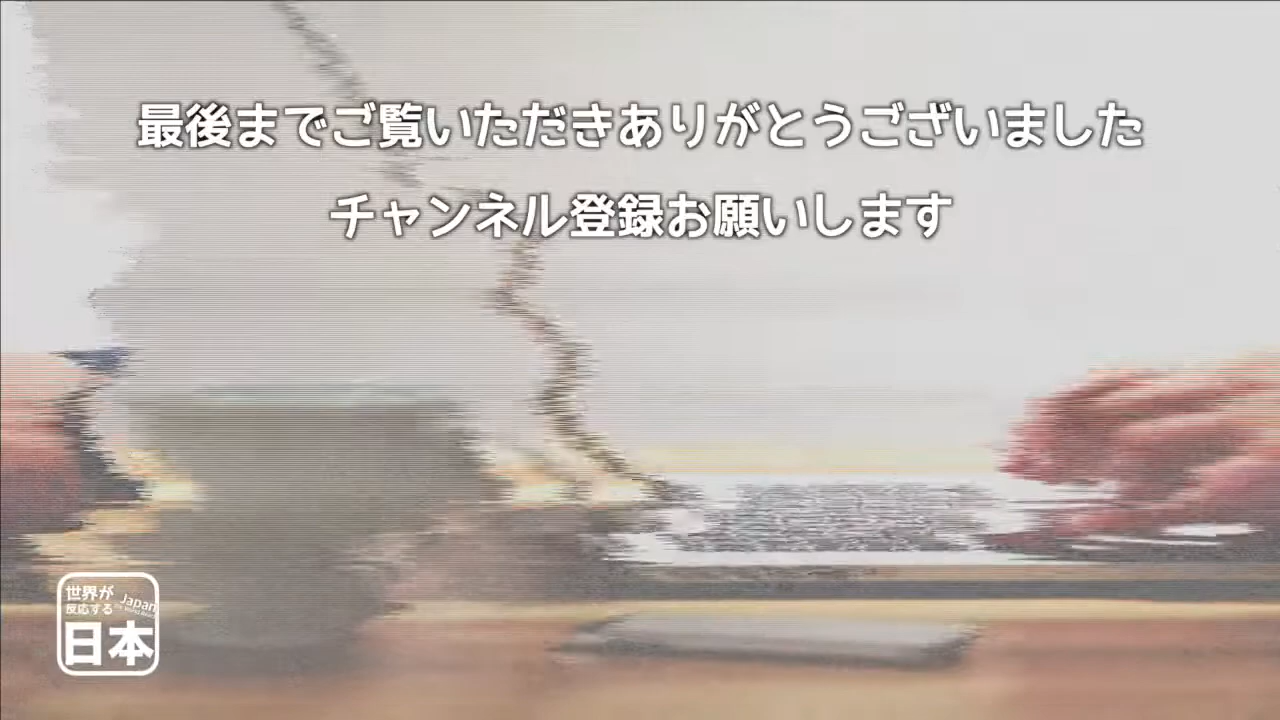 最後までご覧いただきありがとうございました
チャンネル登録お願いします
世界が
反応する
Japan
日本